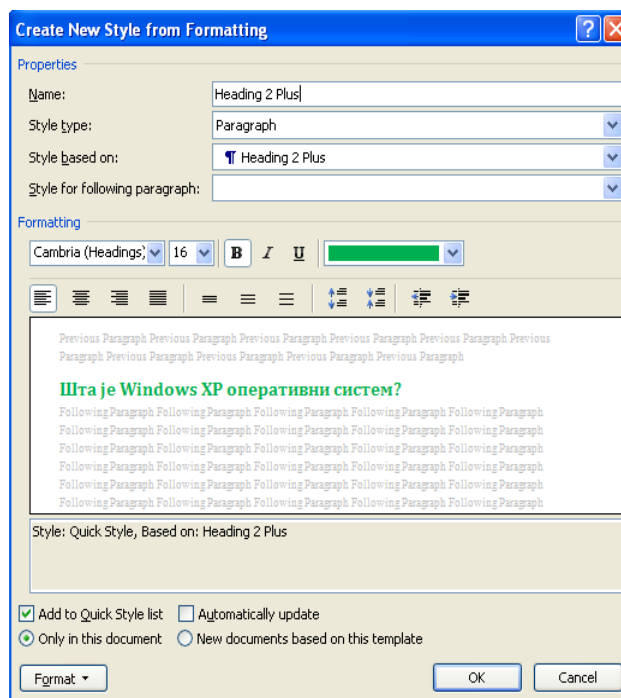 Create New Style from Formatting
Properties
Name: Heading 2 Plus
Style type: Paragraph
Style based on: ¶ Heading 2 Plus
Style for following paragraph:
Formatting
Cambria (Headings) 16 B I U
Previous Paragraph Previous Paragraph Previous Paragraph Previous Paragraph Previous Paragraph Previous
Paragraph Previous Paragraph Previous Paragraph Previous Paragraph Previous Paragraph
Шта је Windows XP оперативни систем?
Following Paragraph Following Paragraph Following Paragraph Following Paragraph Following Paragraph
Following Paragraph Following Paragraph Following Paragraph Following Paragraph Following Paragraph
Following Paragraph Following Paragraph Following Paragraph Following Paragraph Following Paragraph
Following Paragraph Following Paragraph Following Paragraph Following Paragraph Following Paragraph
Following Paragraph Following Paragraph Following Paragraph Following Paragraph Following Paragraph
Following Paragraph Following Paragraph Following Paragraph Following Paragraph Following Paragraph
Style: Quick Style, Based on: Heading 2 Plus
Add to Quick Style list Automatically update
Only in this document New documents based on this template
Format OK Cancel